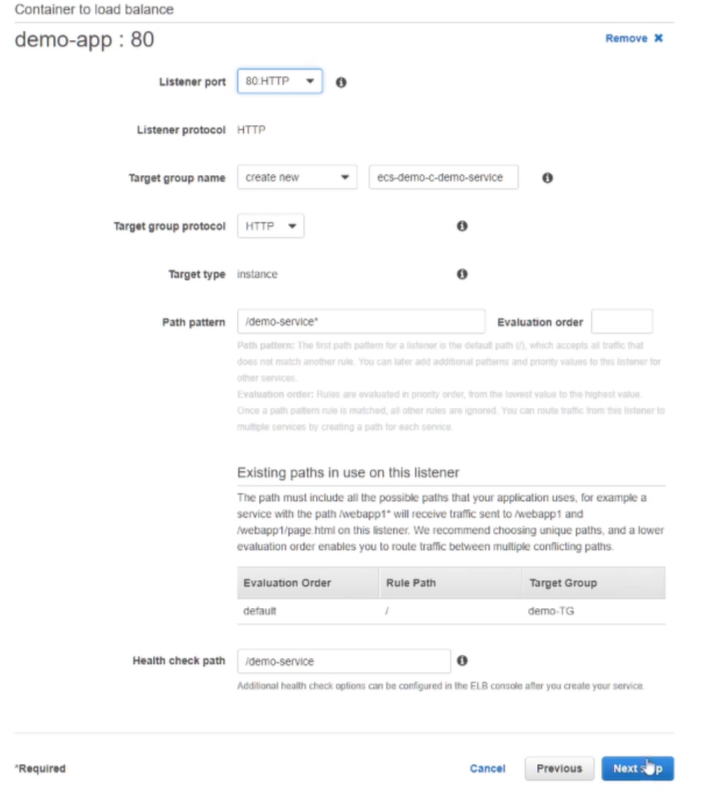 Container to load balance
demo-app : 80
Remove ✖
Listener port 80:HTTP
Listener protocol HTTP
Target group name create new ecs-demo-c-demo-service
Target group protocol HTTP
Target type instance
Path pattern /demo-service* Evaluation order
Path pattern: The first path pattern for a listener is the default path (/), which accepts all traffic that
does not match another rule. You can later add additional patterns and priority values to this listener for
other services.
Evaluation order: Rules are evaluated in priority order, from the lowest value to the highest value.
Once a path pattern rule is matched, all other rules are ignored. You can route traffic from this listener to
multiple services by creating a path for each service.
Existing paths in use on this listener
The path must include all the possible paths that your application uses, for example a
service with the path /webapp1* will receive traffic sent to /webapp1 and
/webapp1/page.html on this listener. We recommend choosing unique paths, and a lower
evaluation order enables you to route traffic between multiple conflicting paths.
Evaluation Order Rule Path Target Group
default / demo-TG
Health check path /demo-service
Additional health check options can be configured in the ELB console after you create your service.
*Required Cancel Previous Next step